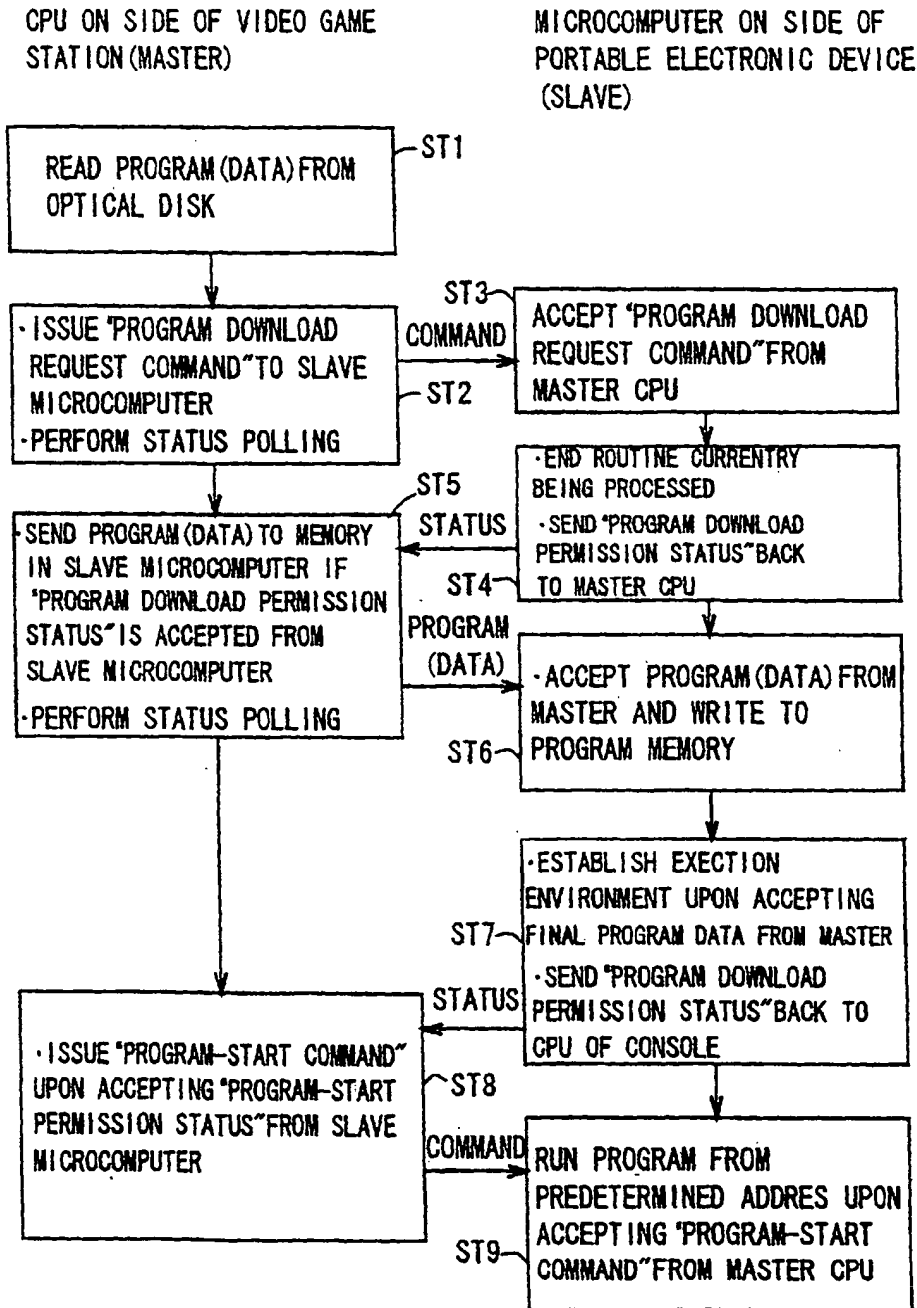 CPU ON SIDE OF VIDEO GAME
STATION(MASTER)
MICROCOMPUTER ON SIDE OF
PORTABLE ELECTRONIC DEVICE
(SLAVE)
ST1
READ PROGRAM(DATA)FROM
OPTICAL DISK
·ISSUE "PROGRAM DOWNLOAD
REQUEST COMMAND"TO SLAVE
MICROCOMPUTER
·PERFORM STATUS POLLING
ST2
COMMAND
ST3
ACCEPT "PROGRAM DOWNLOAD
REQUEST COMMAND"FROM
MASTER CPU
·END ROUTINE CURRENTRY
BEING PROCESSED
·SEND "PROGRAM DOWNLOAD
PERMISSION STATUS"BACK
TO MASTER CPU
ST4
STATUS
ST5
·SEND PROGRAM(DATA)TO MEMORY
IN SLAVE MICROCOMPUTER IF
"PROGRAM DOWNLOAD PERMISSION
STATUS"IS ACCEPTED FROM
SLAVE MICROCOMPUTER
·PERFORM STATUS POLLING
PROGRAM
(DATA)
·ACCEPT PROGRAM(DATA)FROM
MASTER AND WRITE TO
PROGRAM MEMORY
ST6
·ESTABLISH EXECTION
ENVIRONMENT UPON ACCEPTING
FINAL PROGRAM DATA FROM MASTER
·SEND "PROGRAM DOWNLOAD
PERMISSION STATUS"BACK TO
CPU OF CONSOLE
ST7
STATUS
·ISSUE "PROGRAM-START COMMAND"
UPON ACCEPTING "PROGRAM-START
PERMISSION STATUS"FROM SLAVE
MICROCOMPUTER
ST8
COMMAND
RUN PROGRAM FROM
PREDETERMINED ADDRES UPON
ACCEPTING "PROGRAM-START
COMMAND"FROM MASTER CPU
ST9